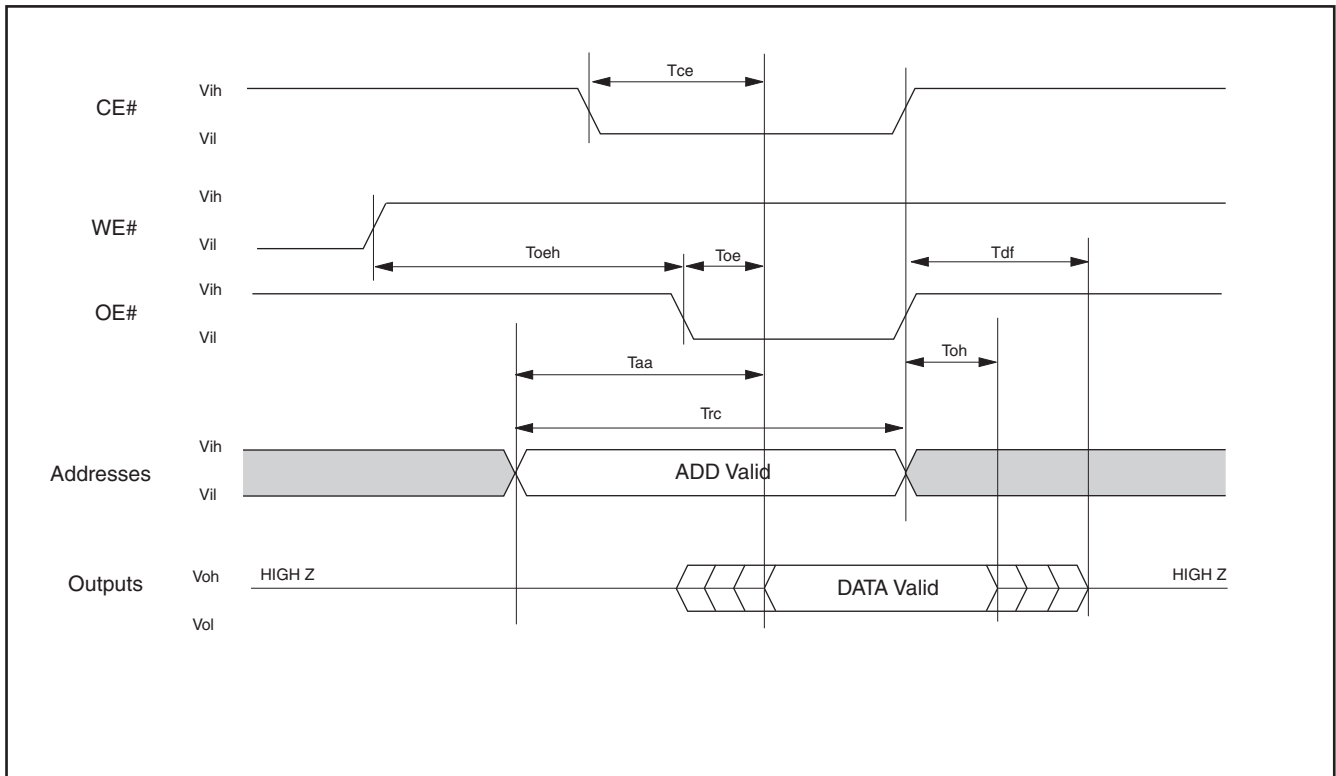 Tce
CE#
Vih
Vil
WE#
Vih
Vil
Toeh
Toe
Tdf
OE#
Vih
Vil
Taa
Toh
Trc
Addresses
Vih
Vil
ADD Valid
Outputs
Voh
Vol
HIGH Z
DATA Valid
HIGH Z